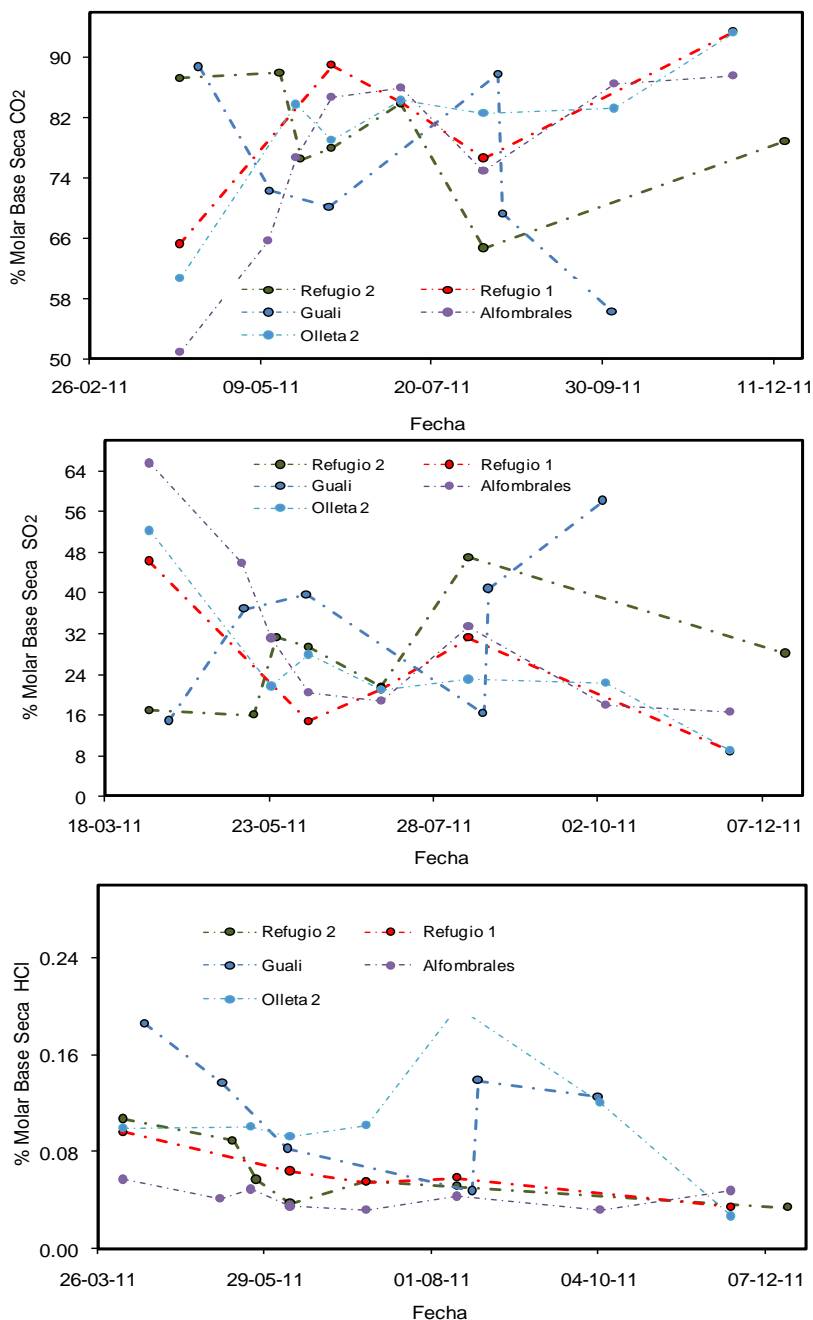 % Molar Base Seca CO2
90
82
74
66
58
50
Refugio 2
Refugio 1
Guali
Alfombrales
Olleta 2
26-02-11
09-05-11
20-07-11
30-09-11
11-12-11
Fecha
% Molar Base Seca SO2
64
56
48
40
32
24
16
8
0
Refugio 2
Refugio 1
Guali
Alfombrales
Olleta 2
18-03-11
23-05-11
28-07-11
02-10-11
07-12-11
Fecha
% Molar Base Seca HCl
0.24
0.16
0.08
0.00
Refugio 2
Refugio 1
Guali
Alfombrales
Olleta 2
26-03-11
29-05-11
01-08-11
04-10-11
07-12-11
Fecha